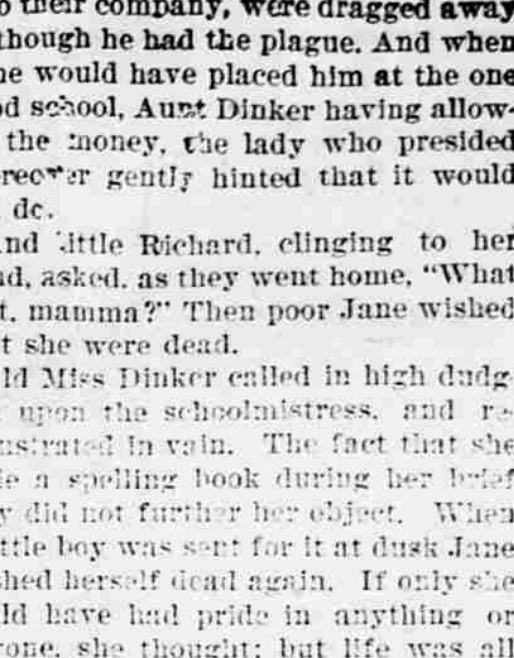 their company, were dragged away
though he had the plague. And when
he would have placed him at the one
od school, Aunt Dinker having allow-
the money, the lady who presided
gently hinted that it would
do.
nd little Richard, clinging to her
nd, asked, as they went home, "What
t, mamma?" Then poor Jane wished
t she were dead.
ld Miss Dinker called in high dudg
upon the schoolmistress, and re-
nstrated in vain. The fact that she
a spelling book during her brief
y did not further her object. When
ttle boy was sent for it at dusk Jane
shed herself dead again. If only she
ld have had pride in anything or
rone, she thought; but life was all